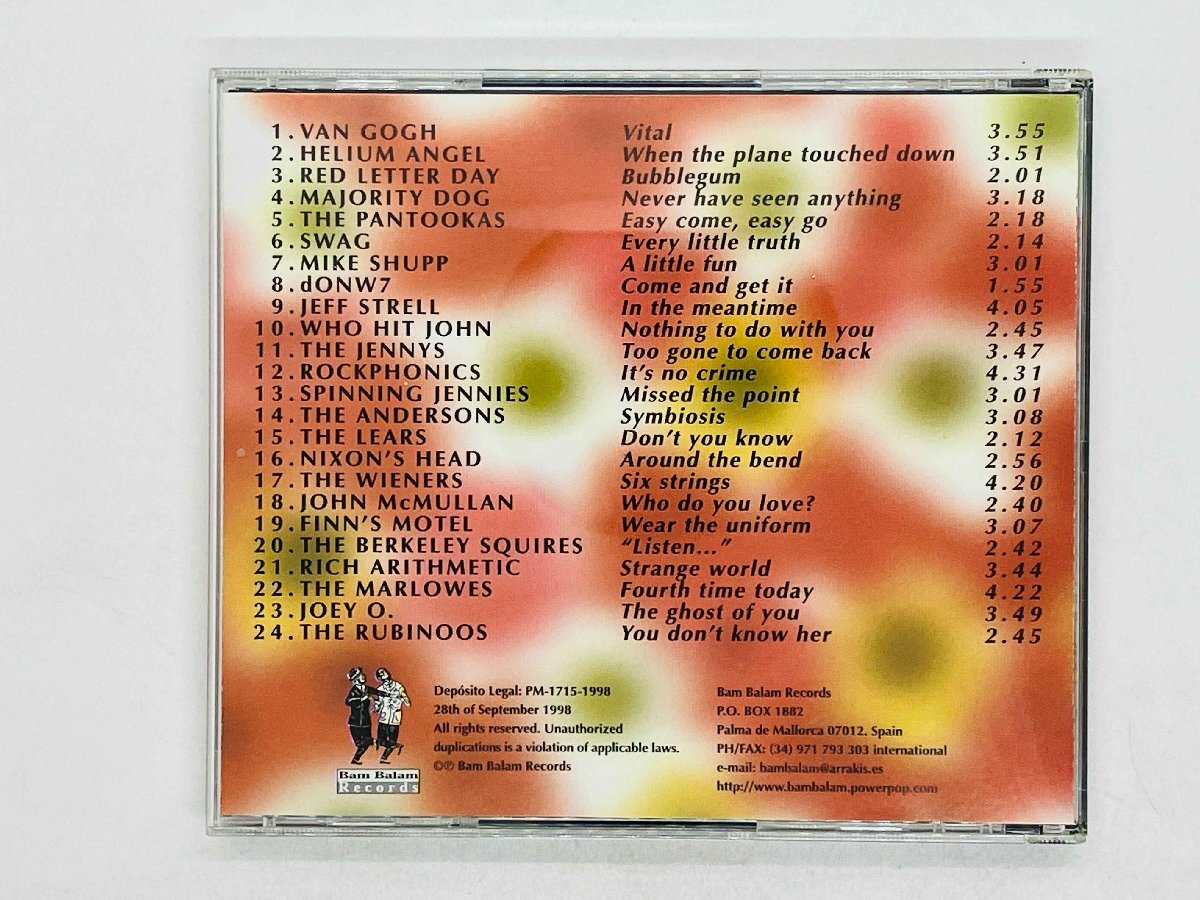 1. VAN GOGH Vital 3.55
2. HELIUM ANGEL When the plane touched down 3.51
3. RED LETTER DAY Bubblegum 2.01
4. MAJORITY DOG Never have seen anything 3.18
5. THE PANTOOKAS Easy come, easy go 2.18
6. SWAG Every little truth 2.14
7. MIKE SHUPP A little fun 3.01
8. dONW7 Come and get it 1.55
9. JEFF STRELL In the meantime 4.05
10. WHO HIT JOHN Nothing to do with you 2.45
11. THE JENNYS Too gone to come back 3.47
12. ROCKPHONICS It's no crime 4.31
13. SPINNING JENNIES Missed the point 3.01
14. THE ANDERSONS Symbiosis 3.08
15. THE LEARS Don't you know 2.12
16. NIXON'S HEAD Around the bend 2.56
17. THE WIENERS Six strings 4.20
18. JOHN McMULLAN Who do you love? 2.40
19. FINN'S MOTEL Wear the uniform 3.07
20. THE BERKELEY SQUIRES “Listen...” 2.42
21. RICH ARITHMETIC Strange world 3.44
22. THE MARLOWES Fourth time today 4.22
23. JOEY O. The ghost of you 3.49
24. THE RUBINOOS You don't know her 2.45
Bam Balam
Records
Depósito Legal: PM-1715-1998
28th of September 1998
All rights reserved. Unauthorized
duplications is a violation of applicable laws.
©℗ Bam Balam Records
Bam Balam Records
P.O. BOX 1882
Palma de Mallorca 07012. Spain
PH/FAX: (34) 971 793 303 international
e-mail: bambalam@arrakis.es
http://www.bambalam.powerpop.com